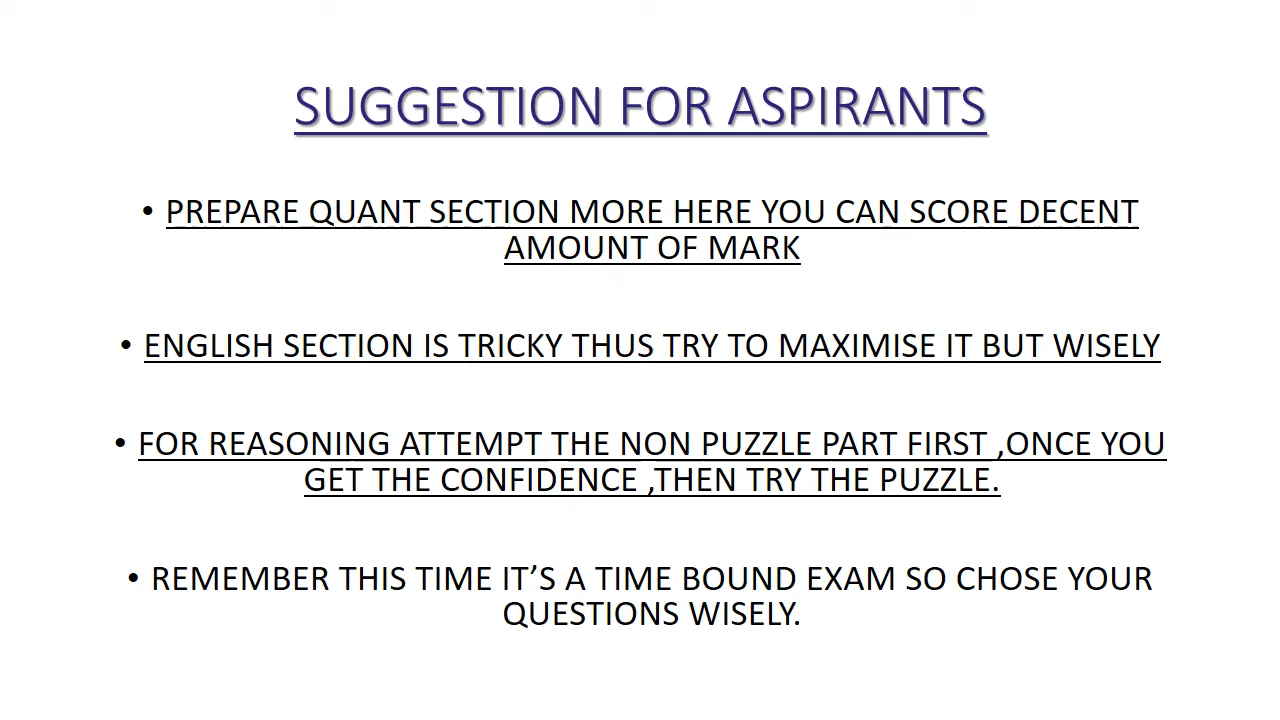 SUGGESTION FOR ASPIRANTS
• PREPARE QUANT SECTION MORE HERE YOU CAN SCORE DECENT
AMOUNT OF MARK
• ENGLISH SECTION IS TRICKY THUS TRY TO MAXIMISE IT BUT WISELY
• FOR REASONING ATTEMPT THE NON PUZZLE PART FIRST ,ONCE YOU
GET THE CONFIDENCE ,THEN TRY THE PUZZLE.
• REMEMBER THIS TIME IT’S A TIME BOUND EXAM SO CHOSE YOUR
QUESTIONS WISELY.